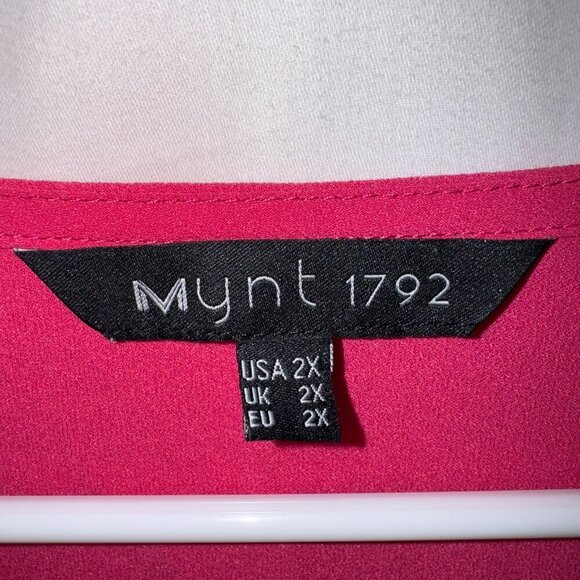 Mynt 1792
USA 2X
UK 2X
EU 2X